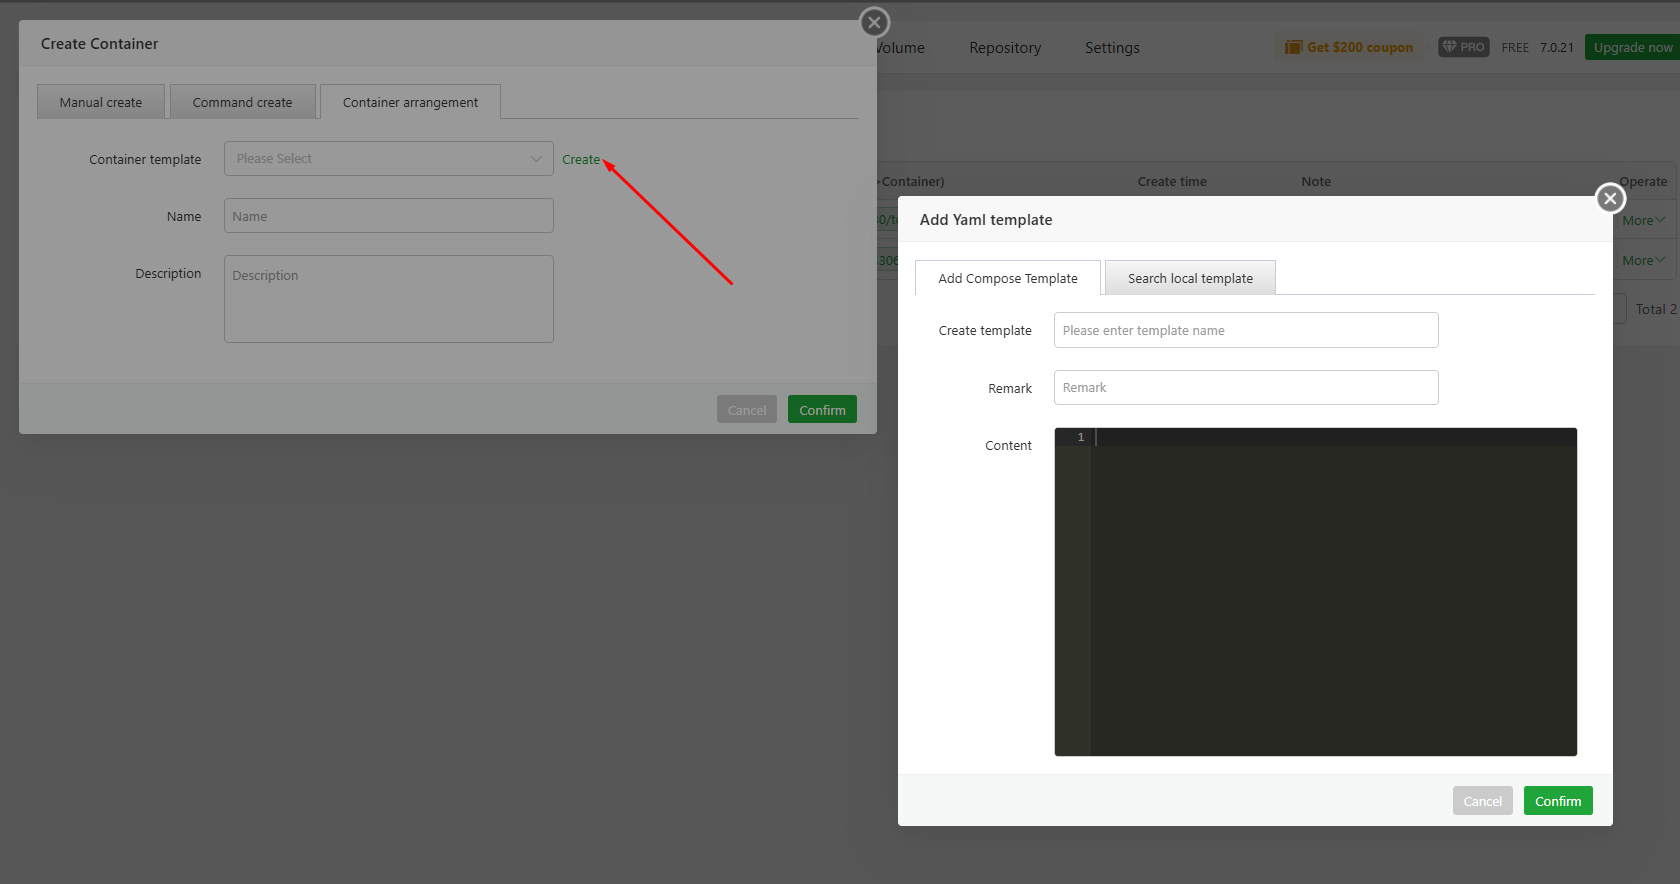 Create Container
Volume
Repository
Settings
Get $200 coupon
PRO
FREE
7.0.21
Upgrade now
Manual create
Command create
Container arrangement
Container template
Please Select
Create
Name
Name
Description
Description
Cancel
Confirm
Container)
Create time
Note
Operate
More
More
Total 2
Add Yaml template
Add Compose Template
Search local template
Create template
Please enter template name
Remark
Remark
Content
1
Cancel
Confirm